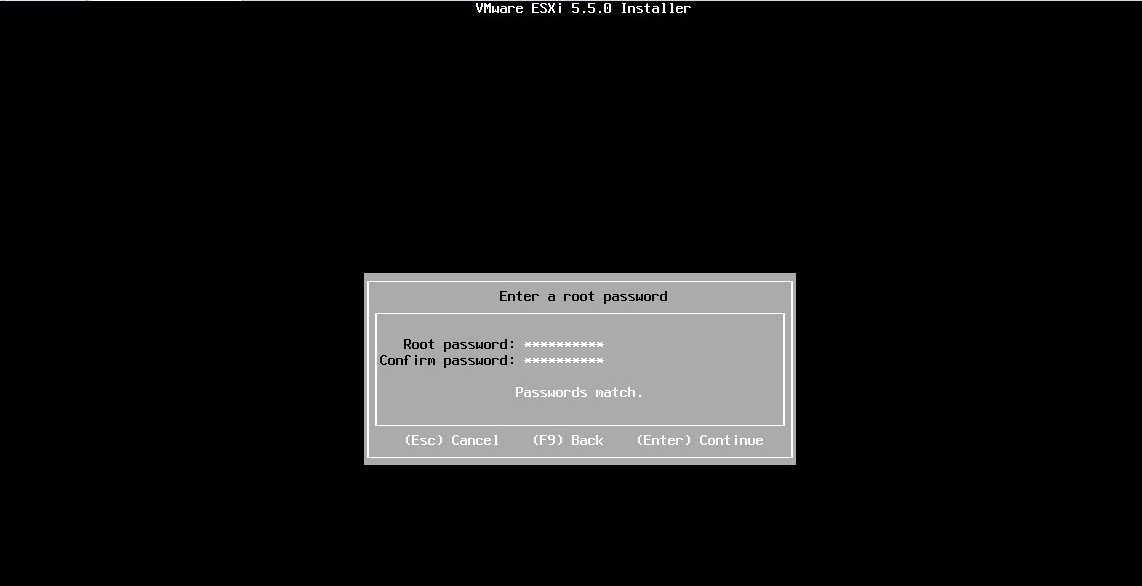 VMware ESXi 5.5.0 Installer
Enter a root password
Root password: **********
Confirm password: **********
Passwords match.
(Esc) Cancel (F9) Back (Enter) Continue